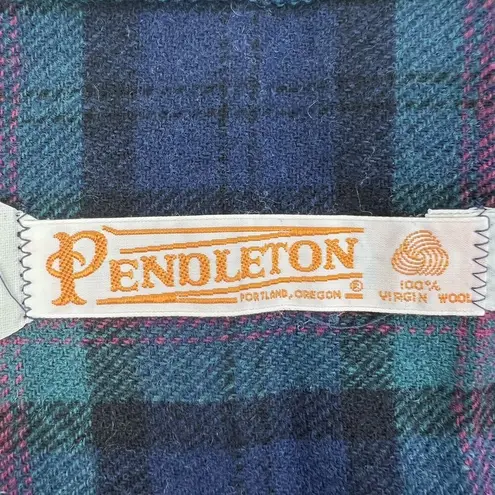 PENDLETON
PORTLAND, OREGON ®
100%
VIRGIN WOOL